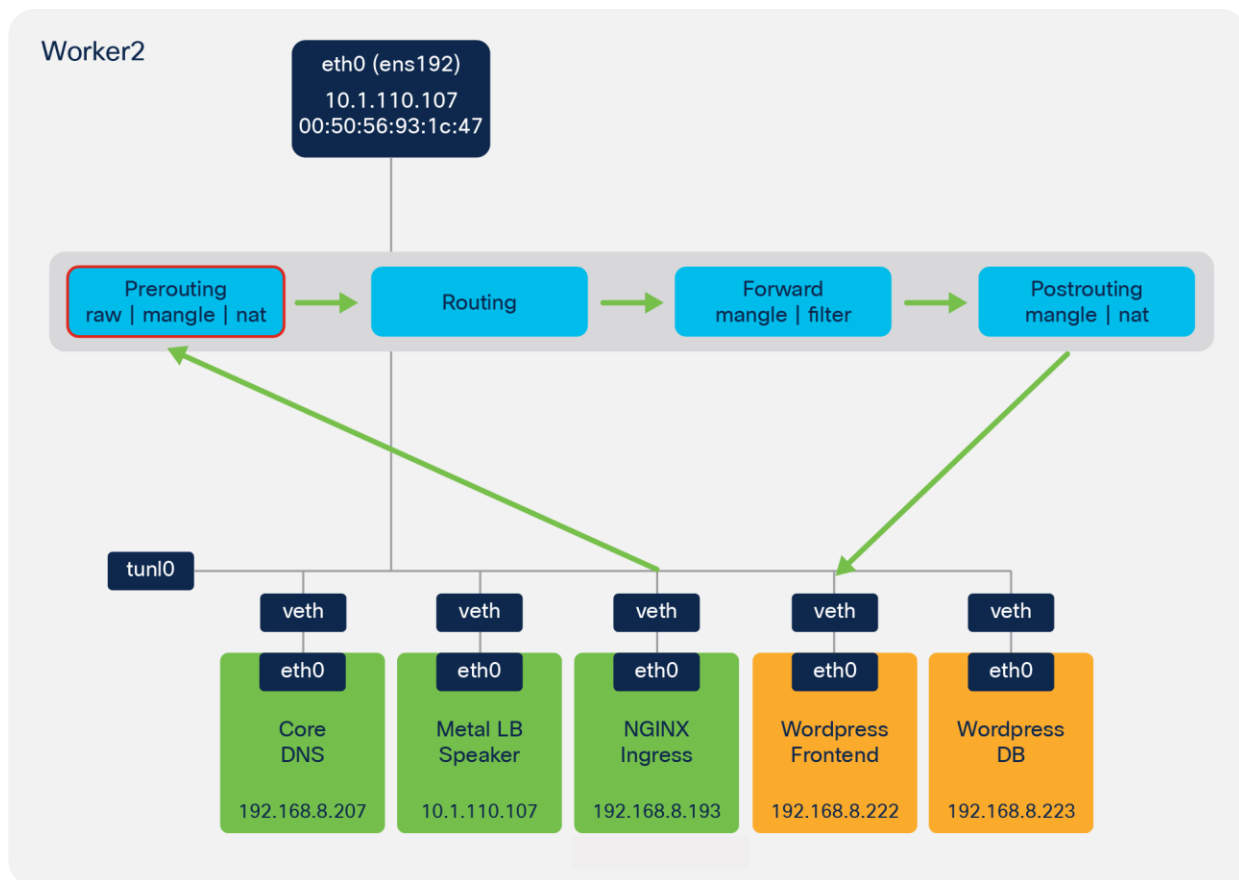 Worker2
eth0 (ens192)
10.1.110.107
00:50:56:93:1c:47
Prerouting
raw | mangle | nat
Routing
Forward
mangle | filter
Postrouting
mangle | nat
tunl0
veth
veth
veth
veth
veth
eth0
eth0
eth0
eth0
eth0
Core
DNS
192.168.8.207
Metal LB
Speaker
10.1.110.107
NGINX
Ingress
192.168.8.193
Wordpress
Frontend
192.168.8.222
Wordpress
DB
192.168.8.223